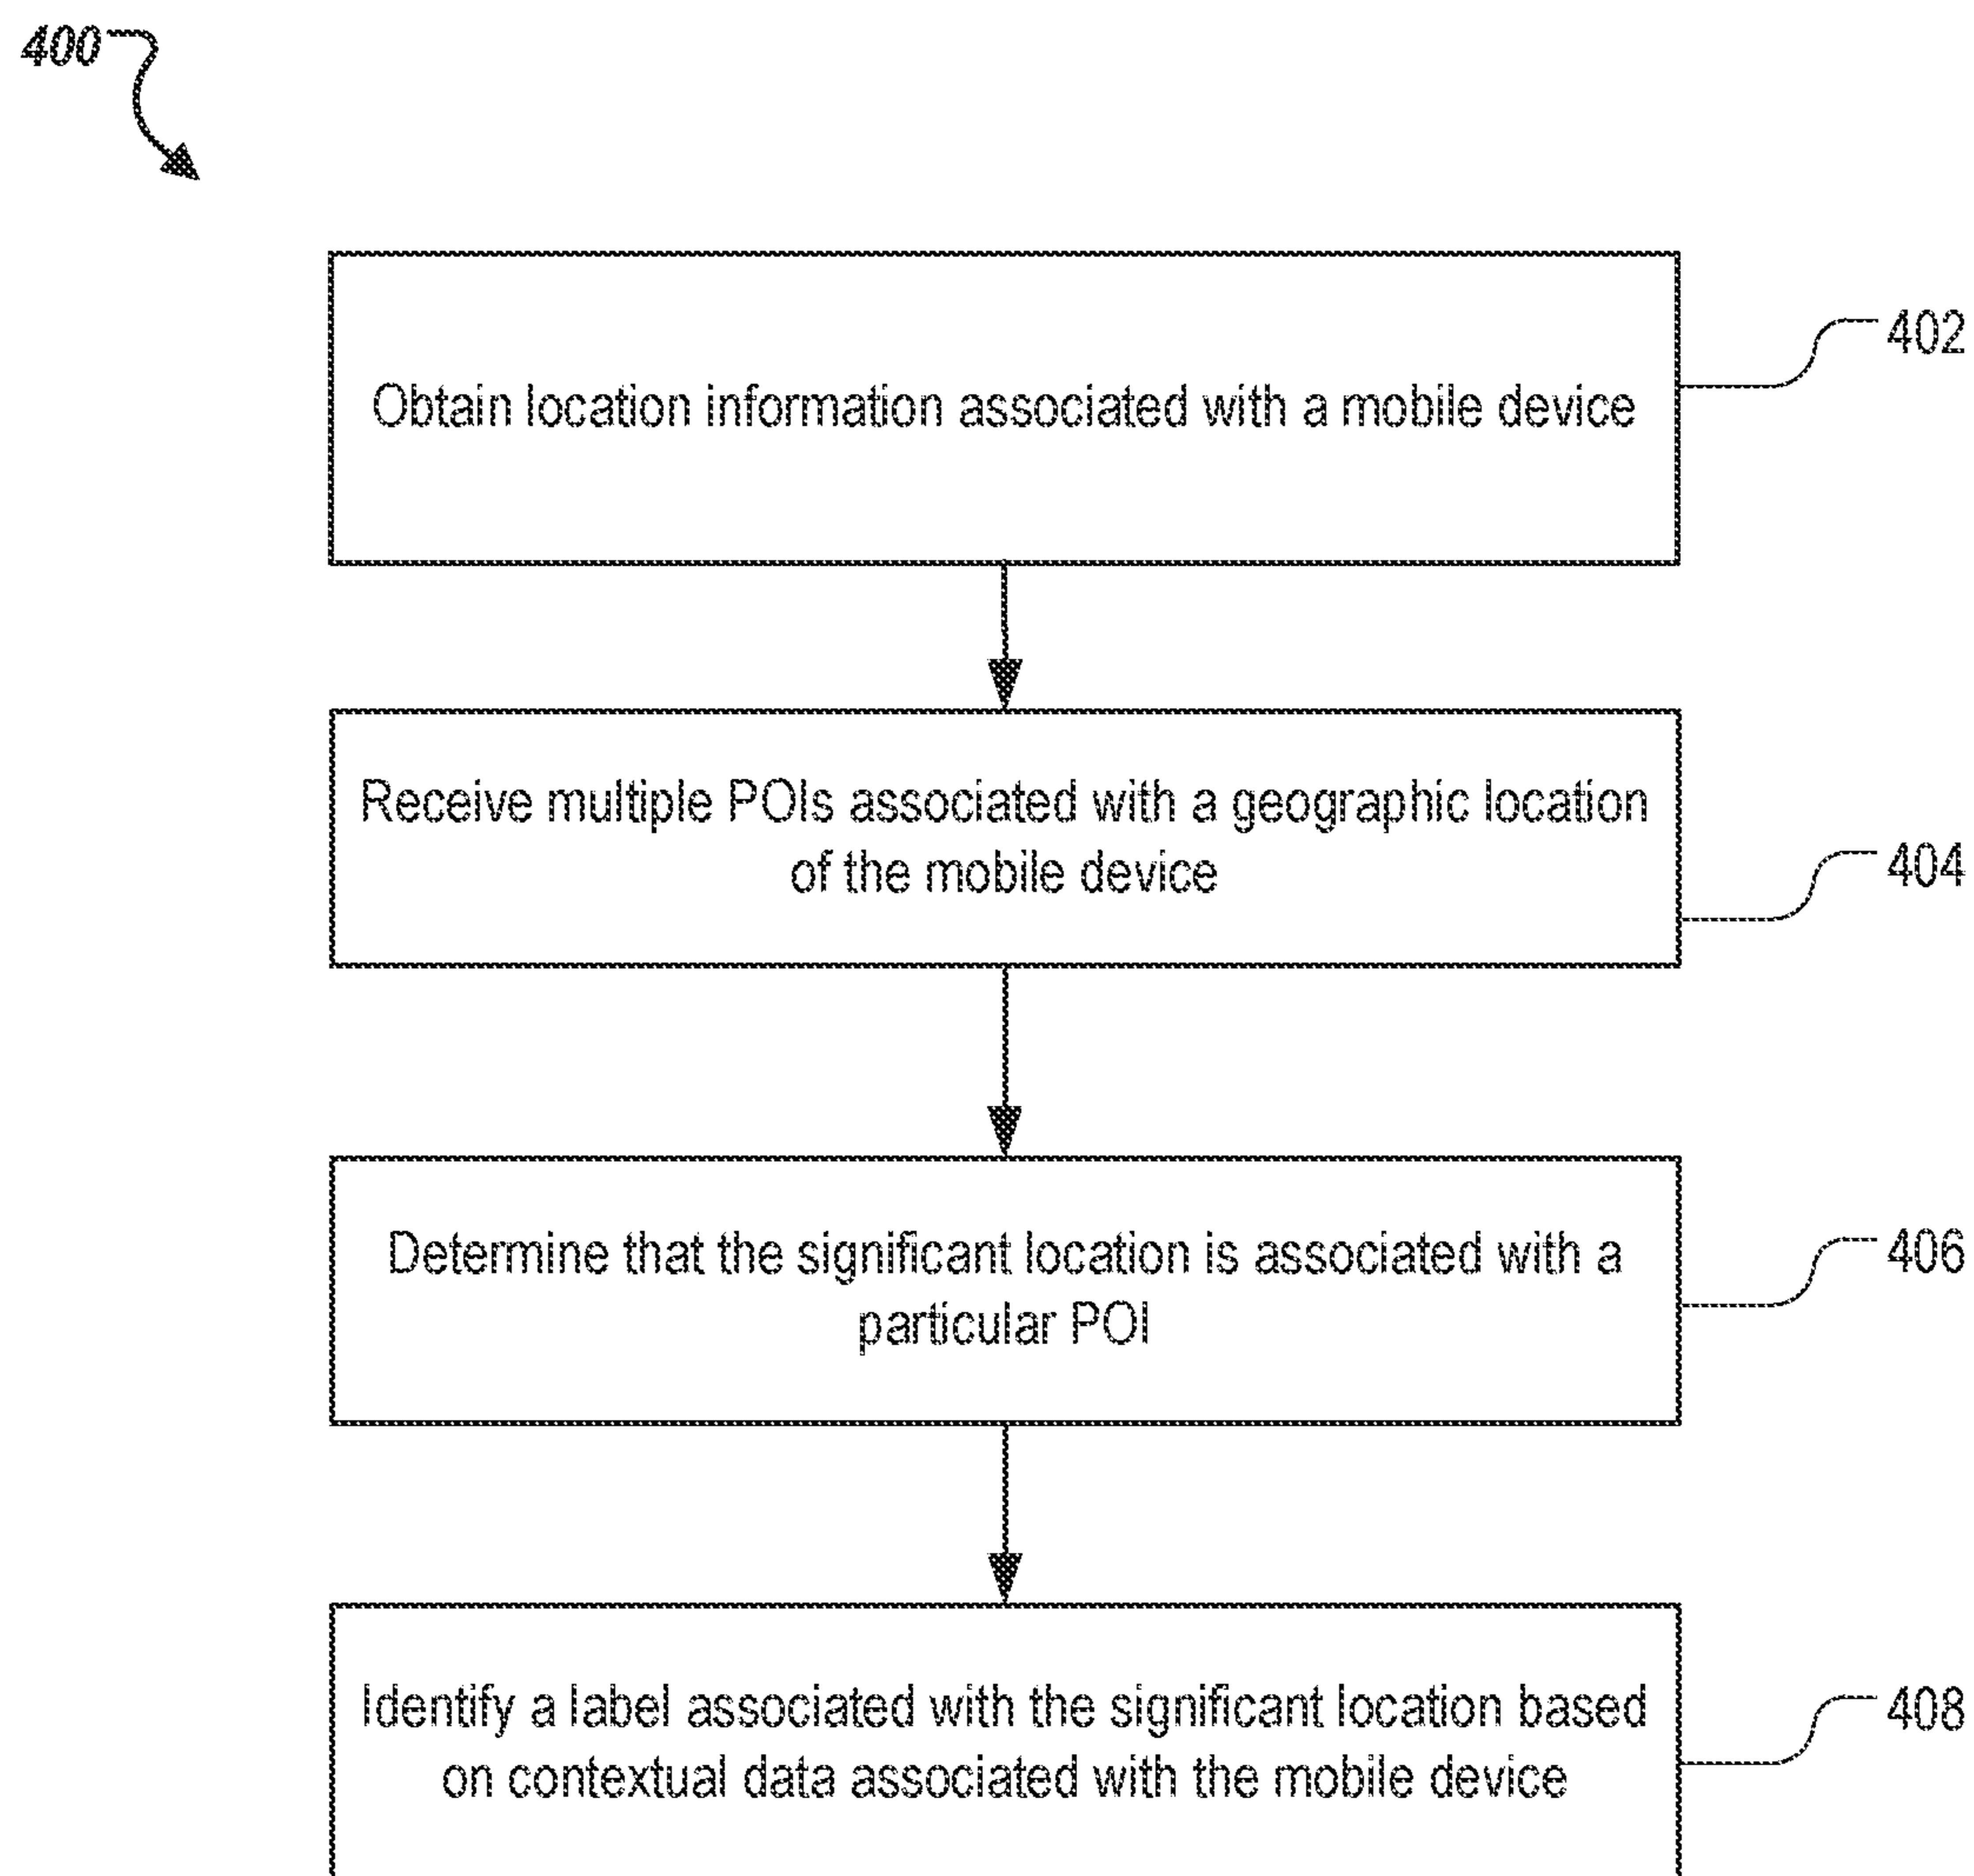 400
Obtain location information associated with a mobile device
402
Receive multiple POIs associated with a geographic location
of the mobile device
404
Determine that the significant location is associated with a
particular POI
406
Identify a label associated with the significant location based
on contextual data associated with the mobile device
408